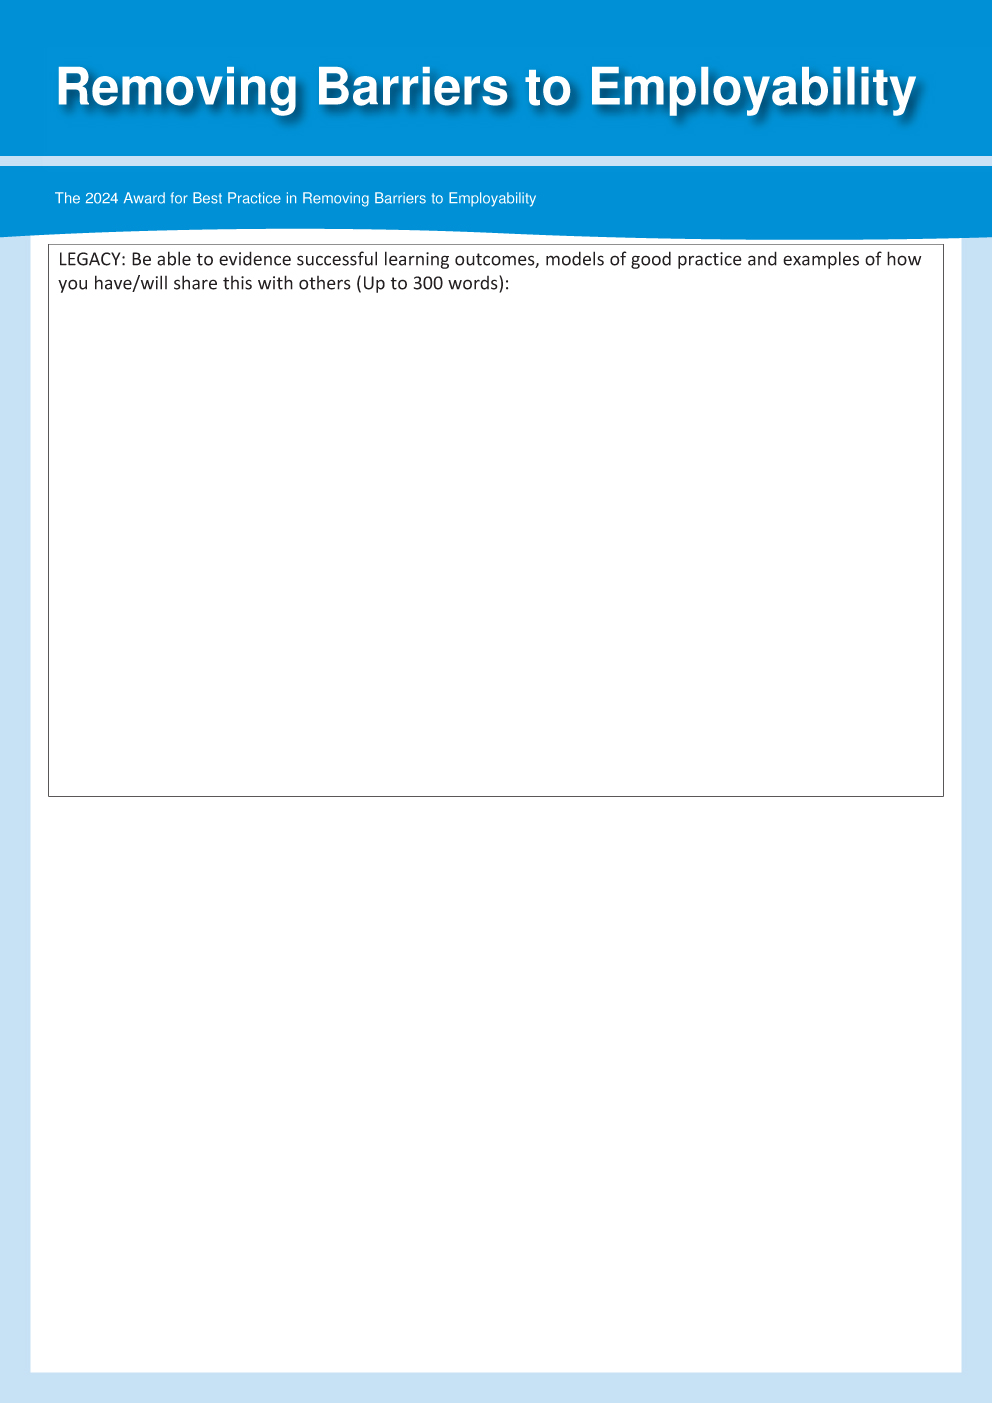 Removing Barriers to Employability
The 2024 Award for Best Practice in Removing Barriers to Employability
LEGACY: Be able to evidence successful learning outcomes, models of good practice and examples of how
you have/will share this with others (Up to 300 words):